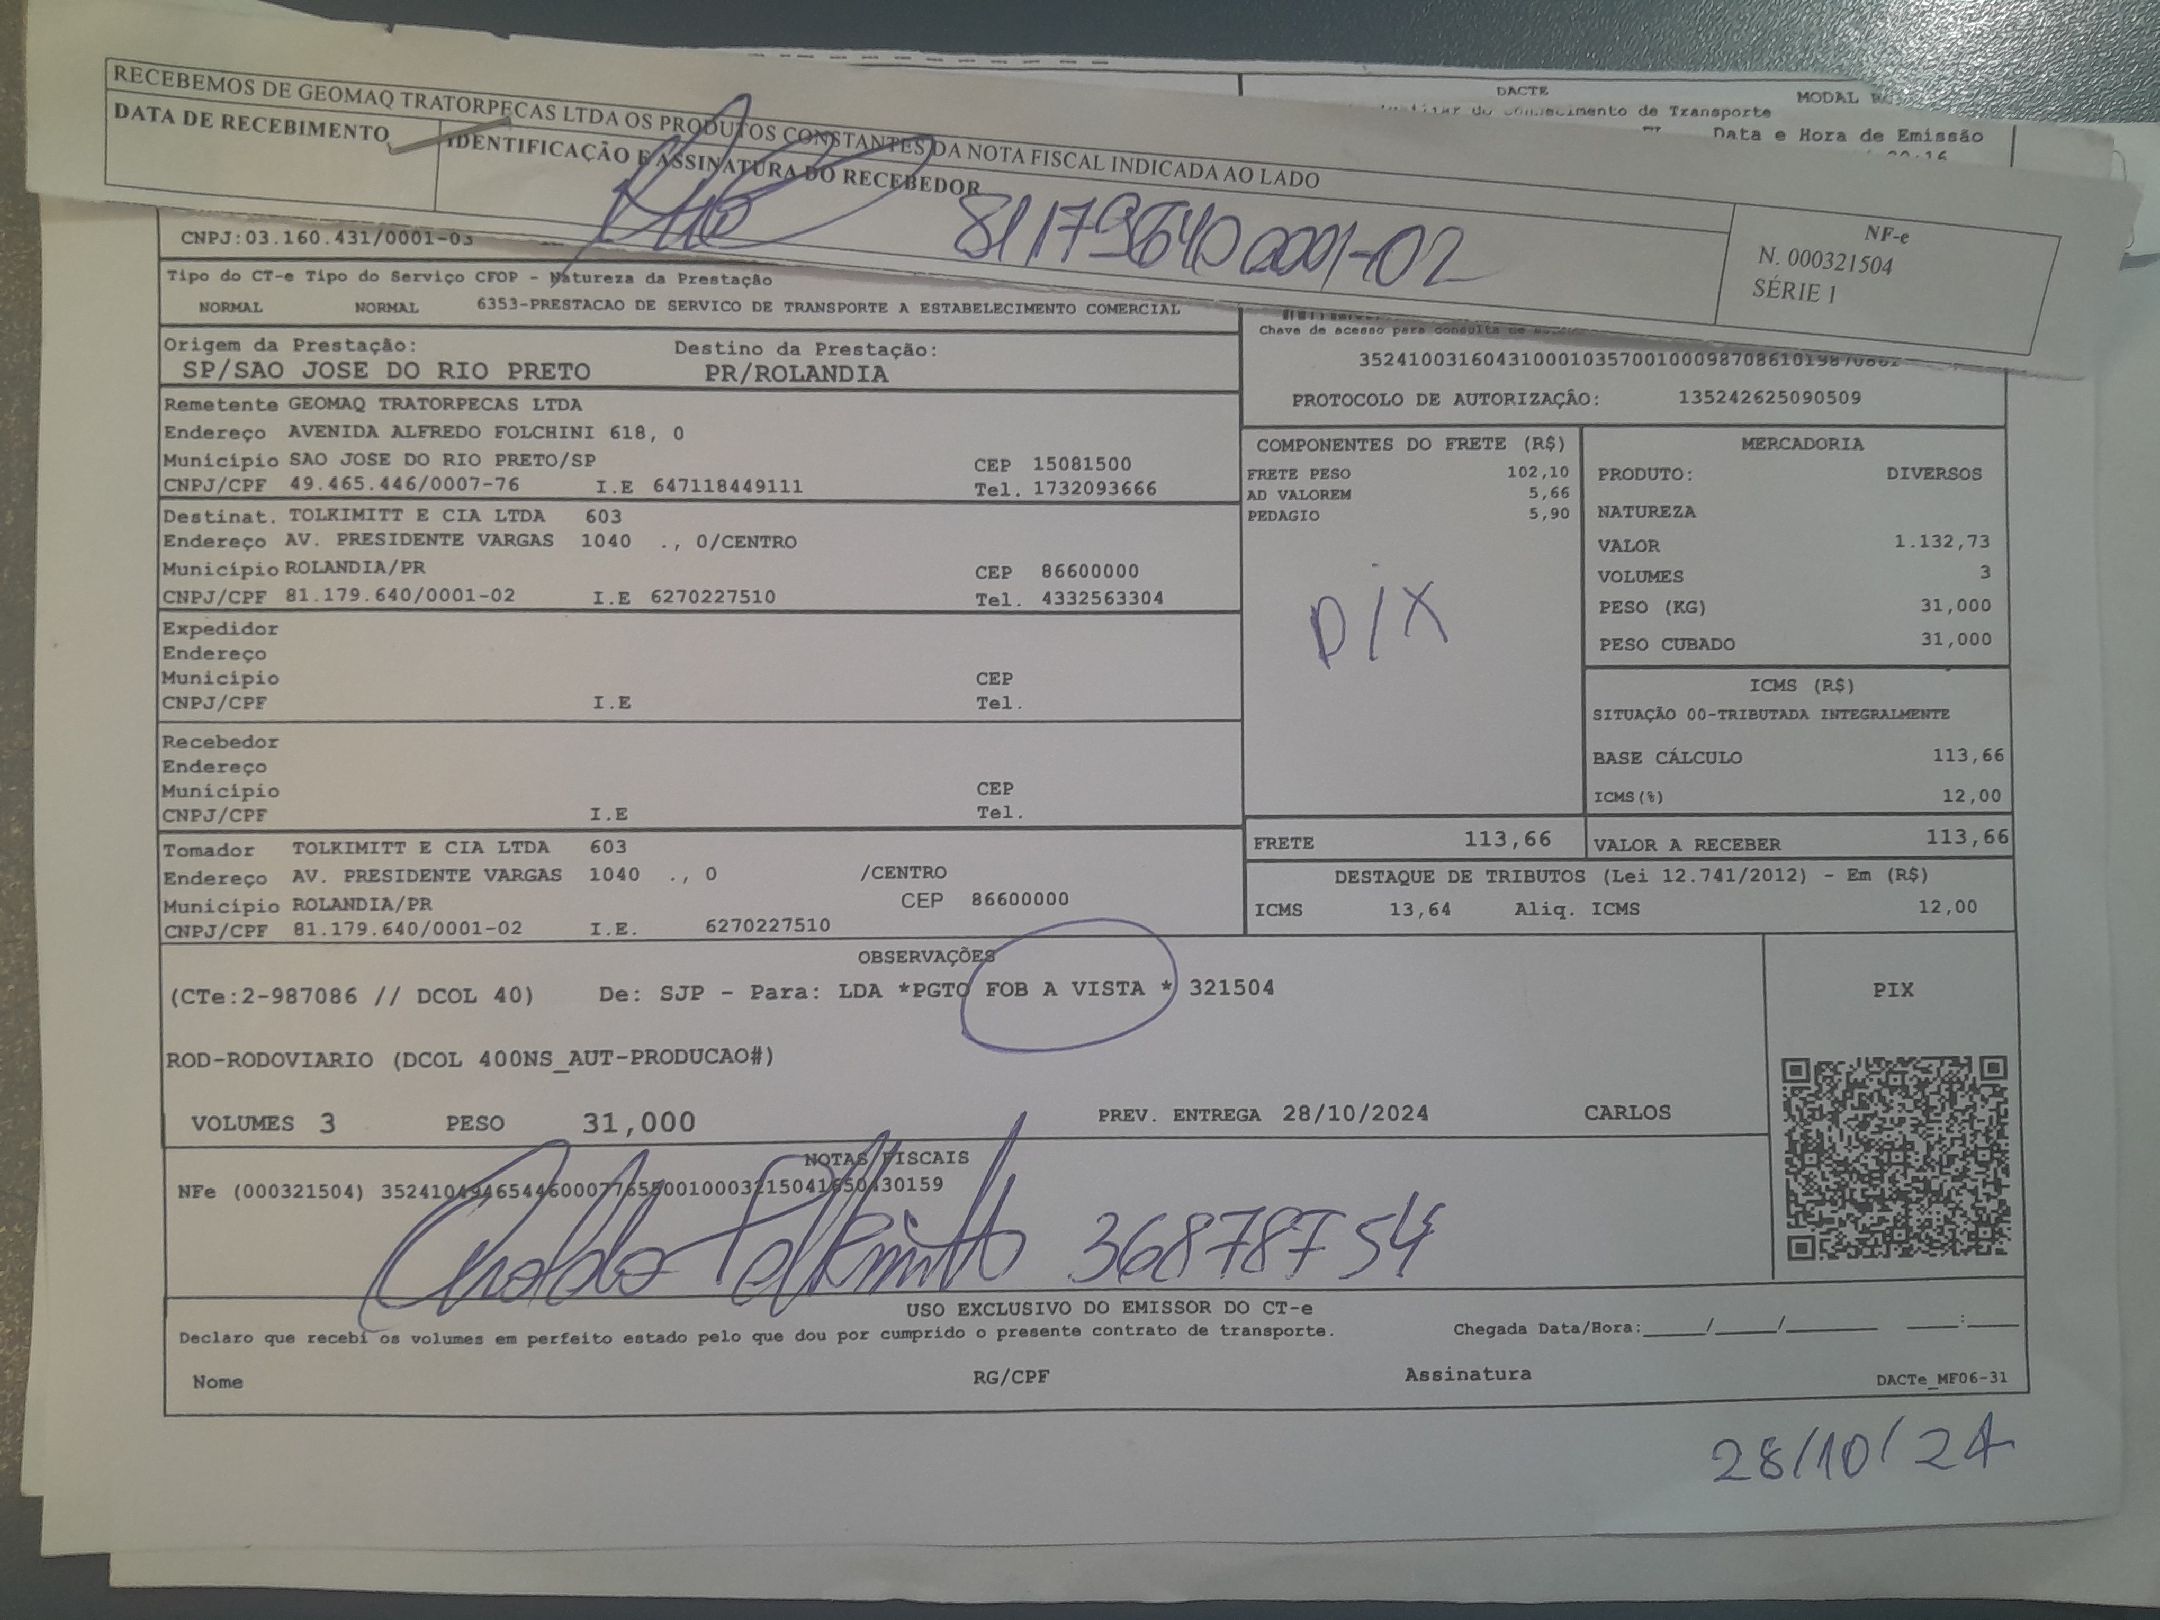 RECEBEMOS DE GEOMAQ TRATORPECAS LTDA OS PRODUTOS CONSTANTES DA NOTA FISCAL INDICADA AO LADO
DATA DE RECEBIMENTO
IDENTIFICAÇÃO E ASSINATURA DO RECEBEDOR
81179640 0001-02
NF-e
N. 000321504
SÉRIE 1
DACTE
MODAL
Conhecimento de Transporte
Data e Hora de Emissão
CNPJ:03.160.431/0001-03
Tipo do CT-e Tipo do Serviço CFOP - Natureza da Prestação
NORMAL NORMAL 6353-PRESTACAO DE SERVICO DE TRANSPORTE A ESTABELECIMENTO COMERCIAL
Chave de acesso para consulta de
PROTOCOLO DE AUTORIZAÇÂO: 135242625090509
Origem da Prestação: Destino da Prestação:
SP/SAO JOSE DO RIO PRETO PR/ROLANDIA
Remetente GEOMAQ TRATORPECAS LTDA
Endereço AVENIDA ALFREDO FOLCHINI 618, 0
Município SAO JOSE DO RIO PRETO/SP CEP 15081500
CNPJ/CPF 49.465.446/0007-76 I.E 647118449111 Tel. 1732093666
Destinat. TOLKIMITT E CIA LTDA 603
Endereço AV. PRESIDENTE VARGAS 1040 ., 0/CENTRO
Município ROLANDIA/PR CEP 86600000
CNPJ/CPF 81.179.640/0001-02 I.E 6270227510 Tel. 4332563304
Expedidor
Endereço
Município CEP
CNPJ/CPF I.E Tel.
Recebedor
Endereço
Município CEP
CNPJ/CPF I.E Tel.
Tomador TOLKIMITT E CIA LTDA 603
Endereço AV. PRESIDENTE VARGAS 1040 ., 0 /CENTRO
Município ROLANDIA/PR CEP 86600000
CNPJ/CPF 81.179.640/0001-02 I.E. 6270227510
COMPONENTES DO FRETE (R$)
FRETE PESO 102,10
AD VALOREM 5,66
PEDAGIO 5,90
PIX
FRETE 113,66
MERCADORIA
PRODUTO: DIVERSOS
NATUREZA
VALOR 1.132,73
VOLUMES 3
PESO (KG) 31,000
PESO CUBADO 31,000
ICMS (R$)
SITUAÇÃO 00-TRIBUTADA INTEGRALMENTE
BASE CÁLCULO 113,66
ICMS(%) 12,00
VALOR A RECEBER 113,66
DESTAQUE DE TRIBUTOS (Lei 12.741/2012) - Em (R$)
ICMS 13,64 Aliq. ICMS 12,00
OBSERVAÇÕES
(CTe:2-987086 // DCOL 40) De: SJP - Para: LDA *PGTO FOB A VISTA * 321504
ROD-RODOVIARIO (DCOL 400NS_AUT-PRODUCAO#)
VOLUMES 3 PESO 31,000 PREV. ENTREGA 28/10/2024 CARLOS
PIX
NOTAS FISCAIS
NFe (000321504)
36878754
USO EXCLUSIVO DO EMISSOR DO CT-e
Declaro que recebi os volumes em perfeito estado pelo que dou por cumprido o presente contrato de transporte.
Chegada Data/Hora:_____/_____/_______ ____:____
Nome RG/CPF Assinatura DACTe_MF06-31
28/10/24